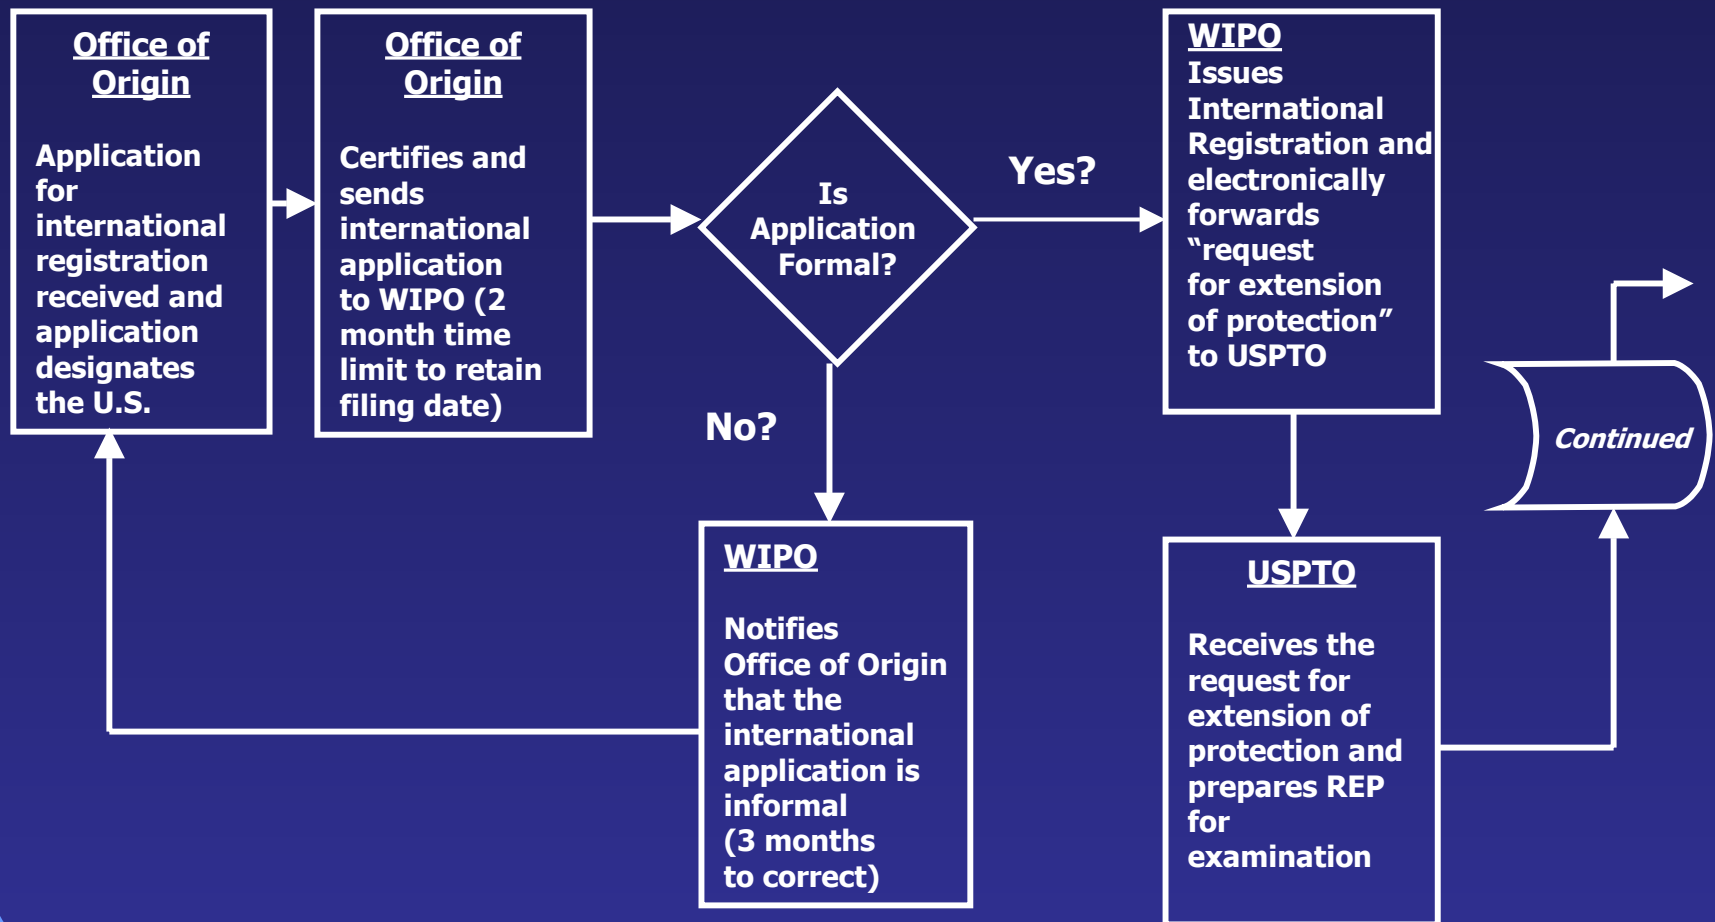 Office of
Origin
Application
for
international
registration
received and
application
designates
the U.S.
Office of
Origin
Certifies and
sends
international
application
to WIPO (2
month time
limit to retain
filing date)
Is
Application
Formal?
Yes?
No?
WIPO
Issues
International
Registration and
electronically
forwards
“request
for extension
of protection”
to USPTO
WIPO
Notifies
Office of Origin
that the
international
application is
informal
(3 months
to correct)
USPTO
Receives the
request for
extension of
protection and
prepares REP
for
examination
Continued